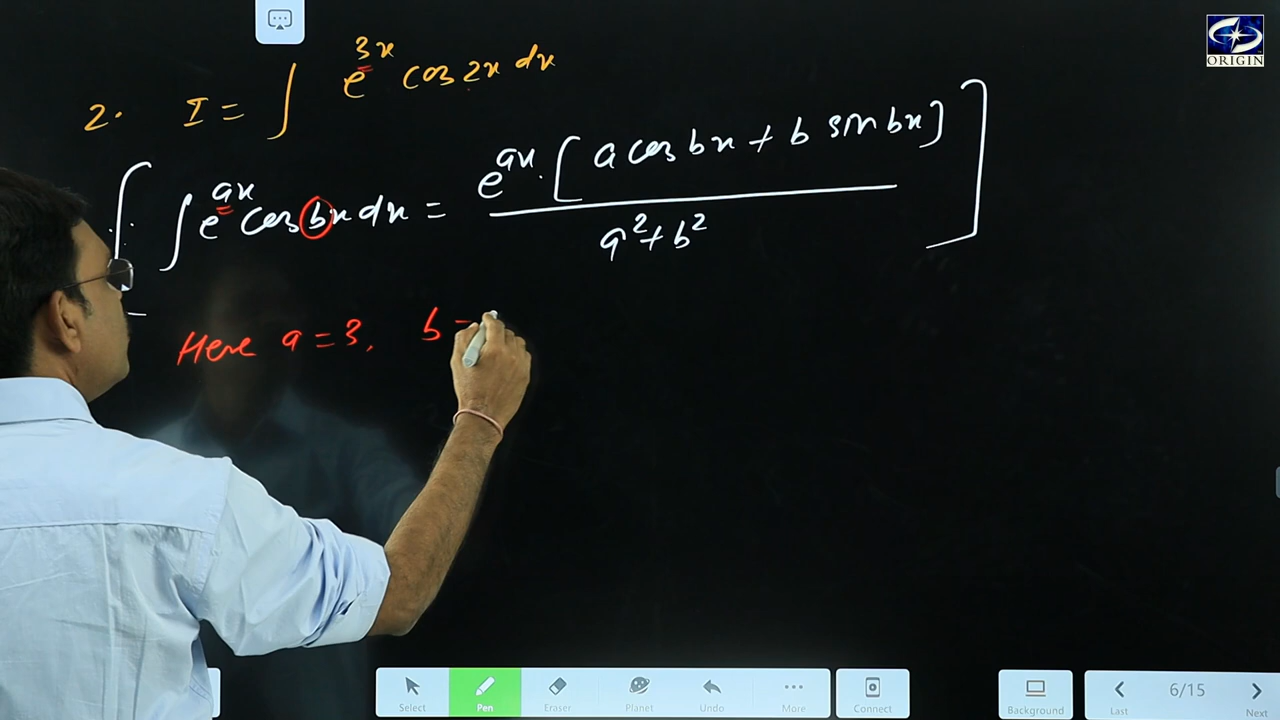 ORIGIN
2. I = ∫ e^{3x} cos 2x dx
[∵ ∫ e^{ax} cos bx dx = e^{ax}·[a cos bx + b sin bx] / a² + b² ]
Here a = 3, b =
Select Pen Eraser Planet Undo More Connect Background Last 6/15 Next